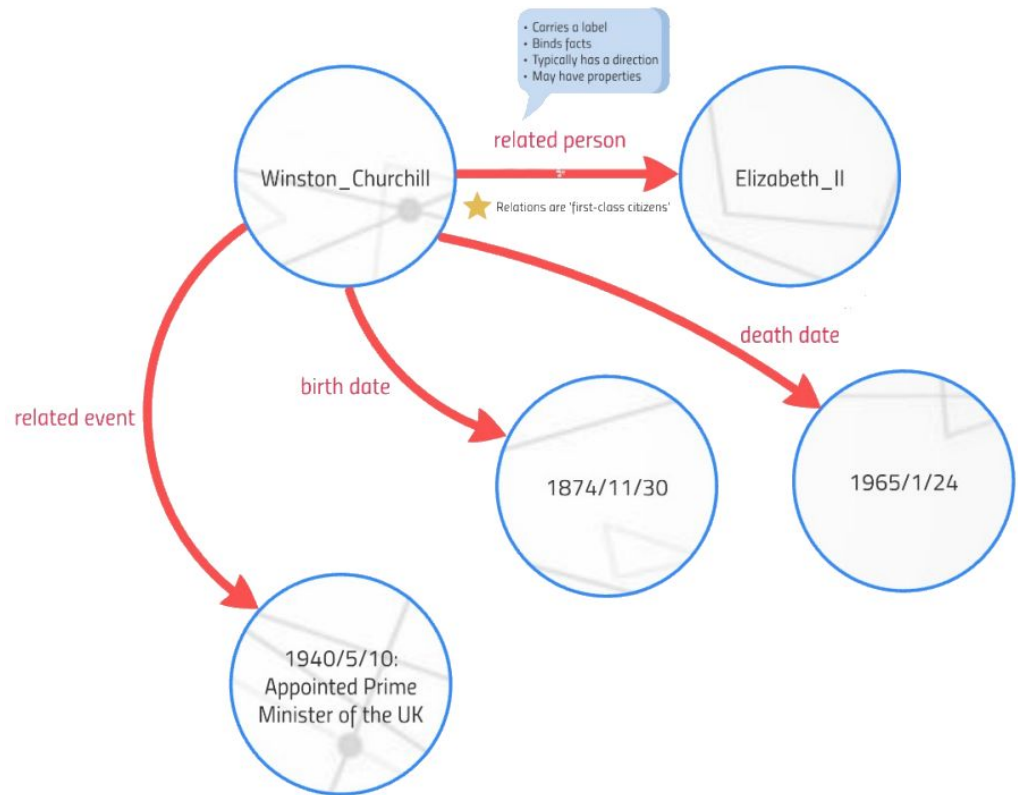 • Carries a label
• Binds facts
• Typically has a direction
• May have properties
related person
Winston_Churchill
Elizabeth_II
Relations are 'first-class citizens'
death date
birth date
related event
1874/11/30
1965/1/24
1940/5/10:
Appointed Prime
Minister of the UK